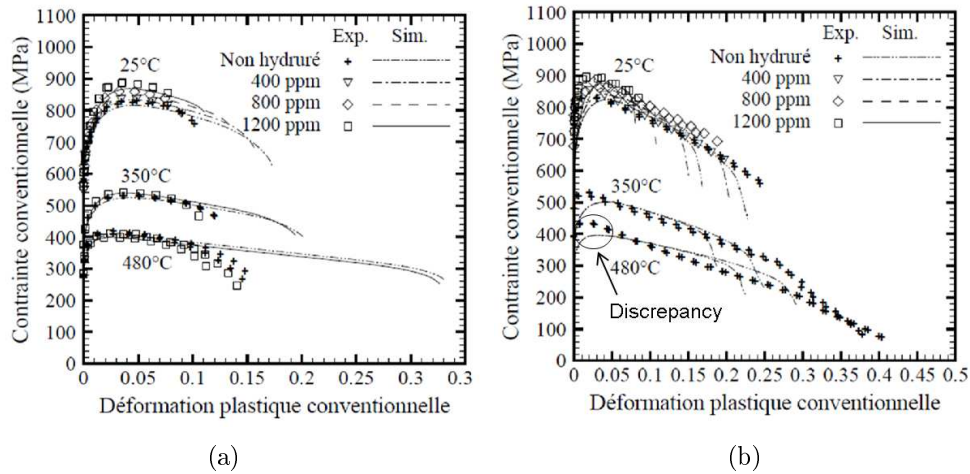 1100
1000
900
800
700
600
500
400
300
200
100
0
Contrainte conventionnelle (MPa)
Exp. Sim.
Non hydruré
400 ppm
800 ppm
1200 ppm
25°C
350°C
480°C
0 0.05 0.1 0.15 0.2 0.25 0.3 0.3
Déformation plastique conventionnelle
(a)
1100
1000
900
800
700
600
500
400
300
200
100
0
Contrainte conventionnelle (MPa)
Exp. Sim.
Non hydruré
400 ppm
800 ppm
1200 ppm
25°C
350°C
480°C
Discrepancy
0 0.05 0.1 0.15 0.2 0.25 0.3 0.35 0.4 0.45 0.5
Déformation plastique conventionnelle
(b)